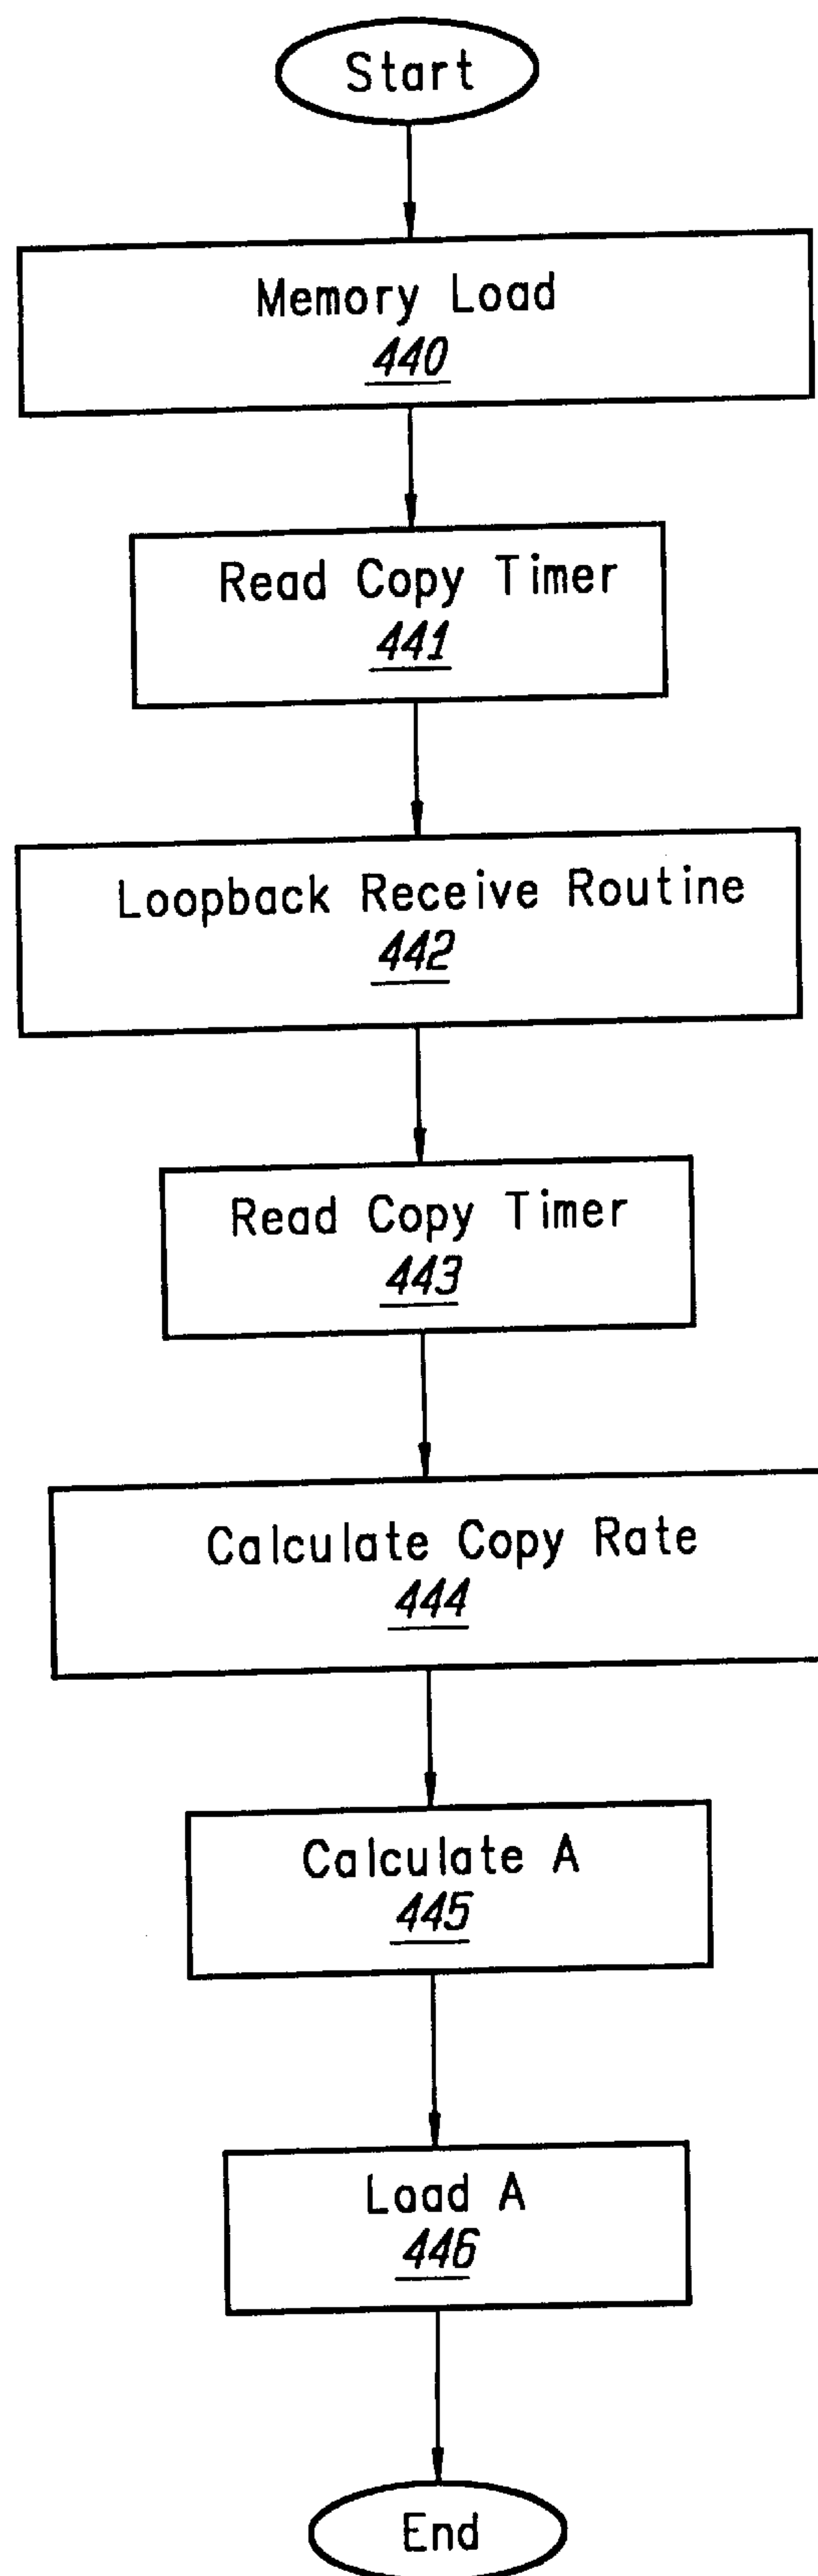 Start
Memory Load
440
Read Copy Timer
441
Loopback Receive Routine
442
Read Copy Timer
443
Calculate Copy Rate
444
Calculate A
445
Load A
446
End